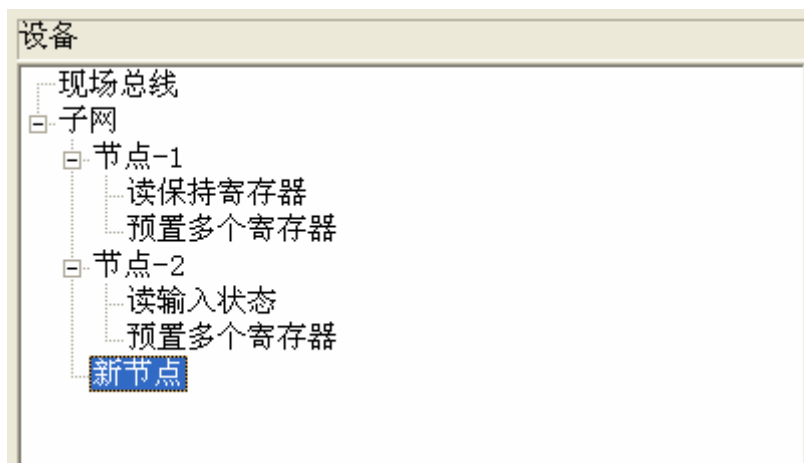 设备
现场总线
子网
节点-1
读保持寄存器
预置多个寄存器
节点-2
读输入状态
预置多个寄存器
新节点